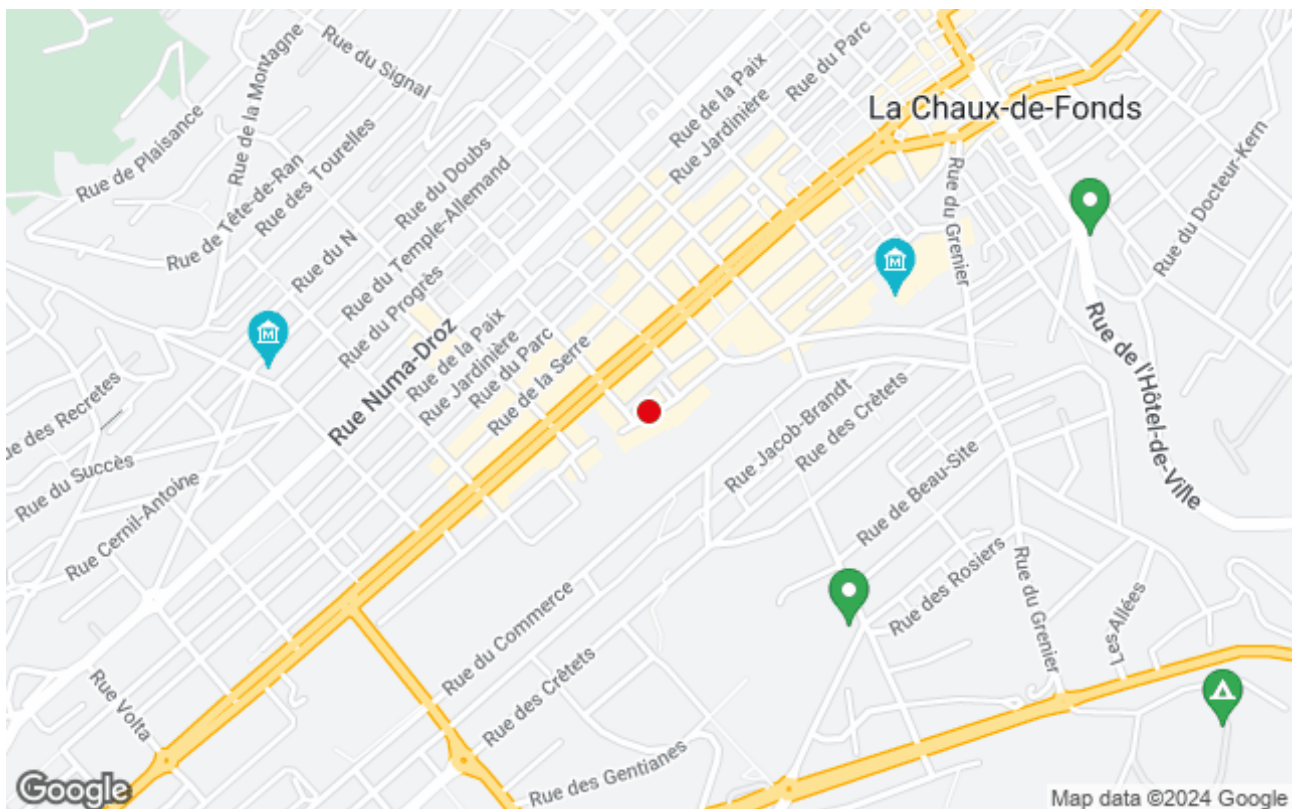 Rue du Signal
Rue de la Montagne
Rue de Plaisance
Rue des Tourelles
Rue de Tête-de-Ran
Rue du N
Rue du Doubs
Rue du Temple-Allemand
Rue du Progrès
Rue de la Paix
Rue Jardinière
Rue du Parc
La Chaux-de-Fonds
Rue du Grenier
Rue du Docteur-Kern
Rue de l'Hôtel-de-Ville
Rue Numa-Droz
Rue de la Paix
Rue Jardinière
Rue du Parc
Rue de la Serre
ue des Recretes
Rue du Succès
Rue Cernil-Antoine
Rue Jacob-Brandt
Rue des Crêtets
Rue de Beau-Site
Rue des Rosiers
Rue du Grenier
Les Allées
Rue du Commerce
Rue des Crêtets
Rue Volta
Rue des Gentianes
M
M
Google
Map data ©2024 Google